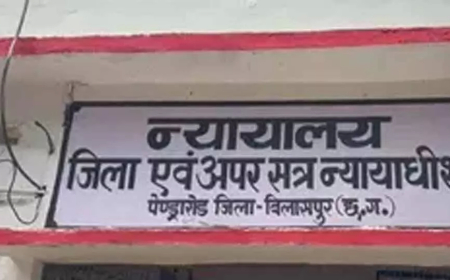 न्यायालय
जिला एवं अपर सत्र न्यायाधीश
पेण्ड्रारोड जिला-बिलासपुर (छ.ग.)